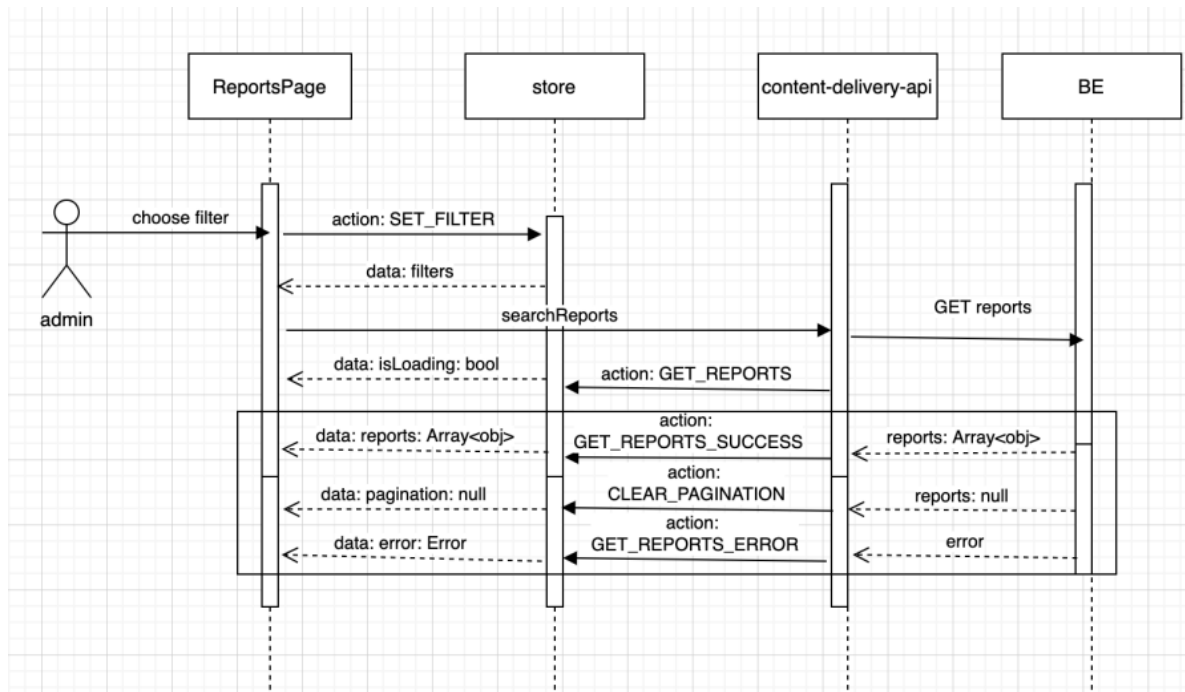 ReportsPage
store
content-delivery-api
BE
choose filter
action: SET_FILTER
data: filters
admin
searchReports
GET reports
data: isLoading: bool
action: GET_REPORTS
action:
data: reports: Array<obj>
GET_REPORTS_SUCCESS
reports: Array<obj>
action:
data: pagination: null
CLEAR_PAGINATION
reports: null
action:
data: error: Error
GET_REPORTS_ERROR
error